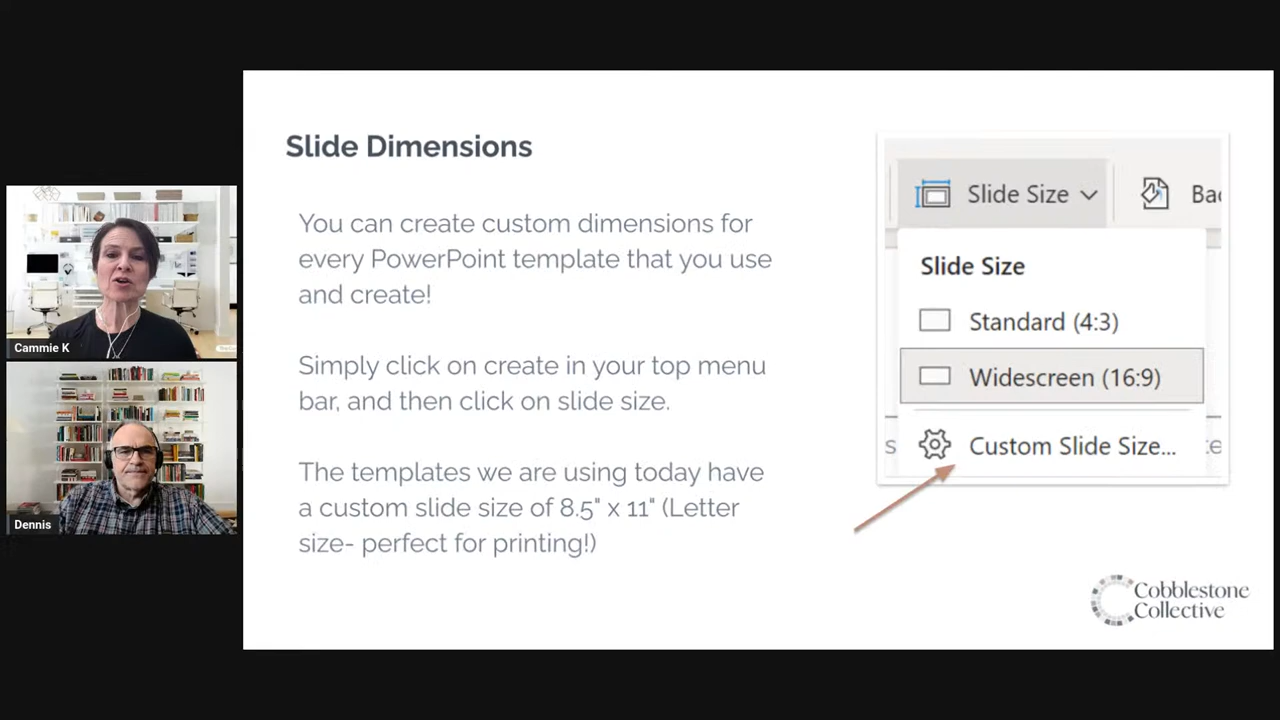 Slide Dimensions
You can create custom dimensions for
every PowerPoint template that you use
and create!
Simply click on create in your top menu
bar, and then click on slide size.
The templates we are using today have
a custom slide size of 8.5" x 11" (Letter
size- perfect for printing!)
Slide Size
Slide Size
Standard (4:3)
Widescreen (16:9)
Custom Slide Size...
Cobblestone
Collective
Cammie K
Dennis